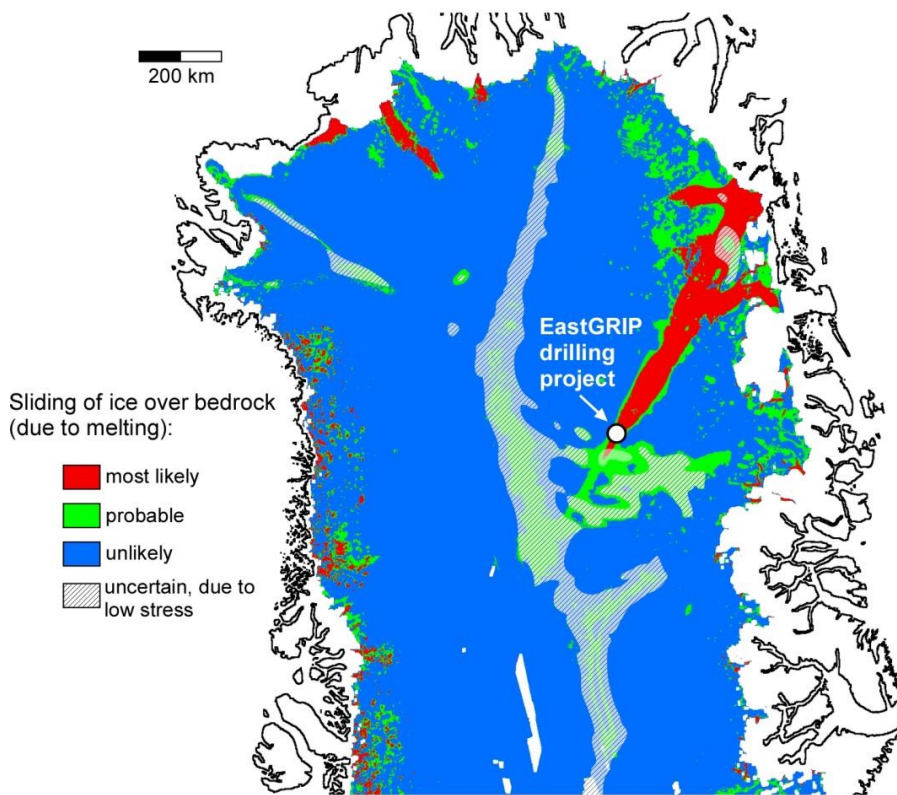 200 km
EastGRIP
drilling
project
Sliding of ice over bedrock
(due to melting):
most likely
probable
unlikely
uncertain, due to
low stress